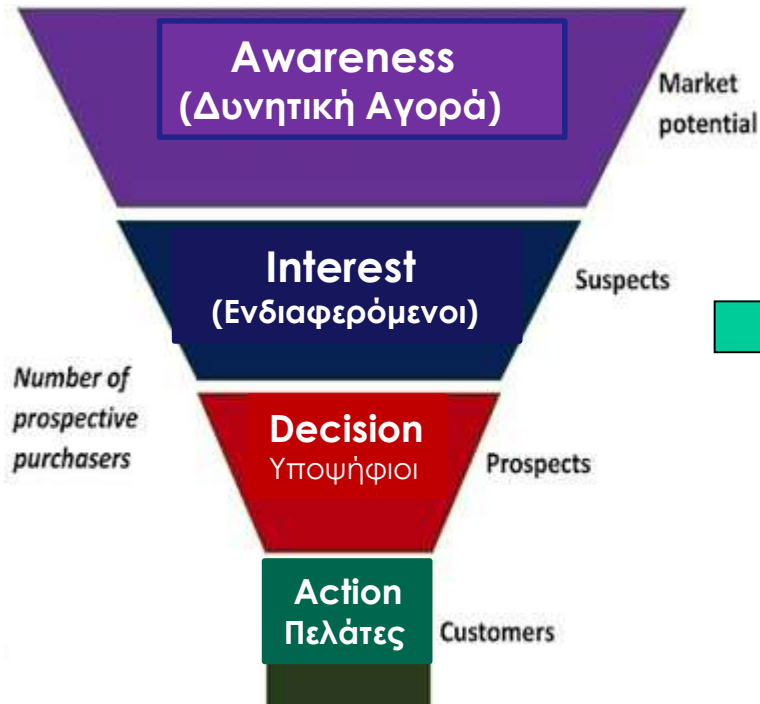 Awareness
(Δυνητική Αγορά)
Market
potential
Interest
(Ενδιαφερόμενοι)
Suspects
Number of
prospective
purchasers
Decision
Υποψήφιοι
Prospects
Action
Πελάτες
Customers